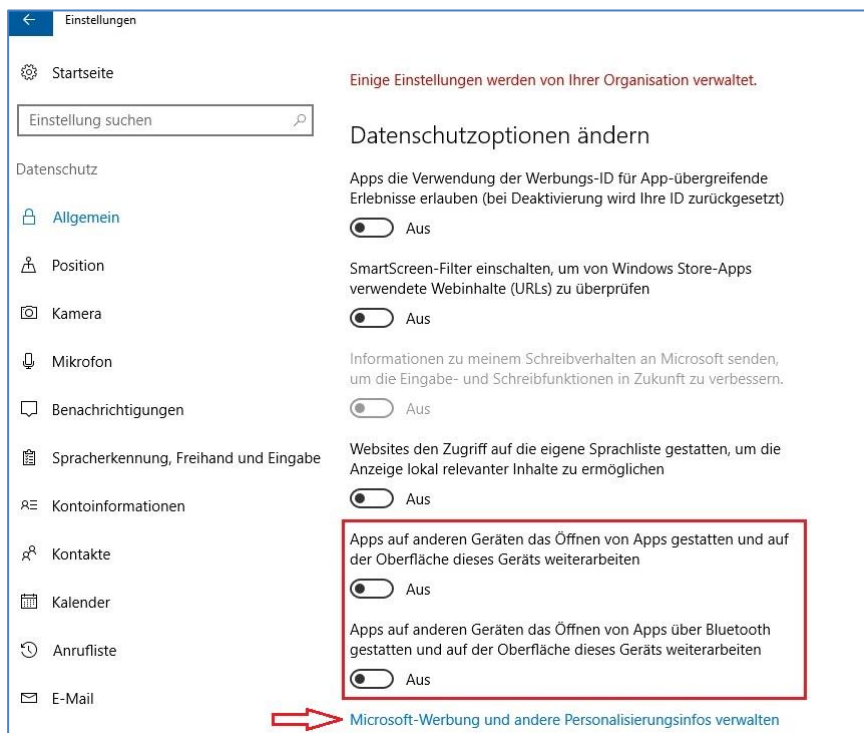 Einstellungen
Startseite
Einstellung suchen
Datenschutz
Allgemein
Position
Kamera
Mikrofon
Benachrichtigungen
Spracherkennung, Freihand und Eingabe
Kontoinformationen
Kontakte
Kalender
Anrufliste
E-Mail
Einige Einstellungen werden von Ihrer Organisation verwaltet.
Datenschutzoptionen ändern
Apps die Verwendung der Werbungs-ID für App-übergreifende
Erlebnisse erlauben (bei Deaktivierung wird Ihre ID zurückgesetzt)
Aus
SmartScreen-Filter einschalten, um von Windows Store-Apps
verwendete Webinhalte (URLs) zu überprüfen
Aus
Informationen zu meinem Schreibverhalten an Microsoft senden,
um die Eingabe- und Schreibfunktionen in Zukunft zu verbessern.
Aus
Websites den Zugriff auf die eigene Sprachliste gestatten, um die
Anzeige lokal relevanter Inhalte zu ermöglichen
Aus
Apps auf anderen Geräten das Öffnen von Apps gestatten und auf
der Oberfläche dieses Geräts weiterarbeiten
Aus
Apps auf anderen Geräten das Öffnen von Apps über Bluetooth
gestatten und auf der Oberfläche dieses Geräts weiterarbeiten
Aus
Microsoft-Werbung und andere Personalisierungsinfos verwalten